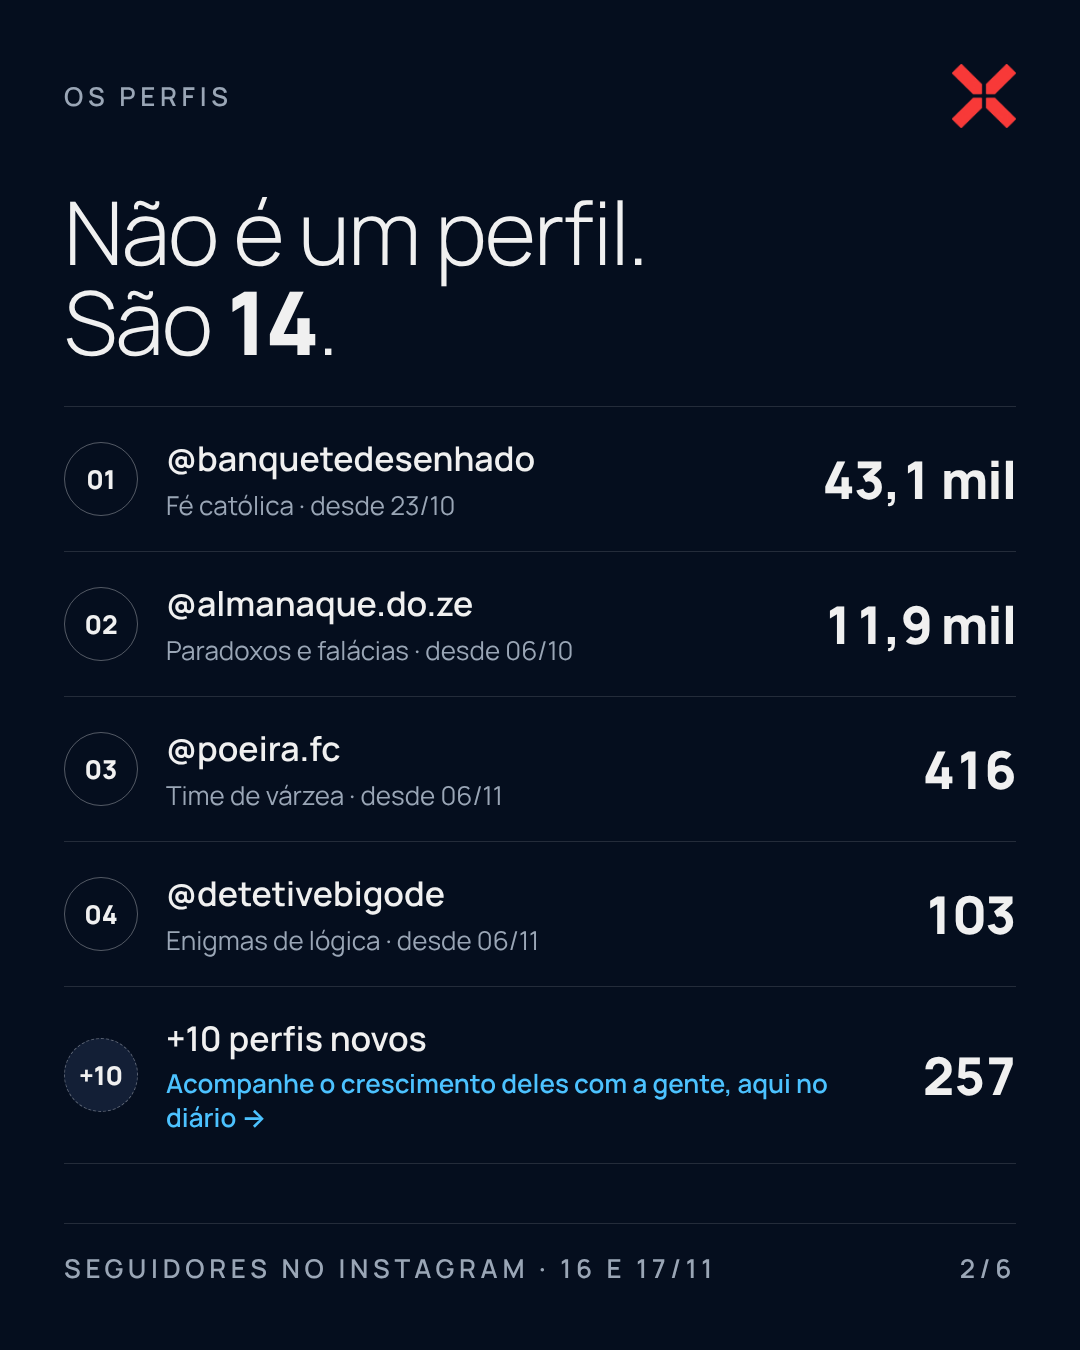 OS PERFIS
Não é um perfil.
São 14.
01
@banquetedesenhado
Fé católica · desde 23/10
43,1 mil
02
@almanaque.do.ze
Paradoxos e falácias · desde 06/10
11,9 mil
03
@poeira.fc
Time de várzea · desde 06/11
416
04
@detetivebigode
Enigmas de lógica · desde 06/11
103
+10
+10 perfis novos
Acompanhe o crescimento deles com a gente, aqui no
diário →
257
SEGUIDORES NO INSTAGRAM · 16 E 17/11
2/6